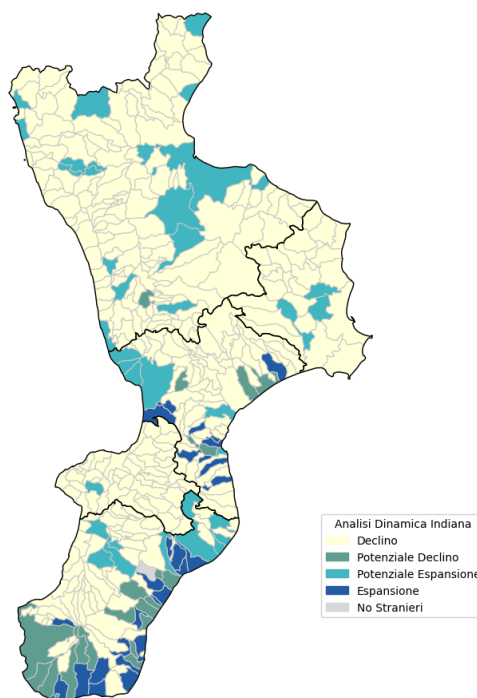 Analisi Dinamica Indiana
Declino
Potenziale Declino
Potenziale Espansione
Espansione
No Stranieri